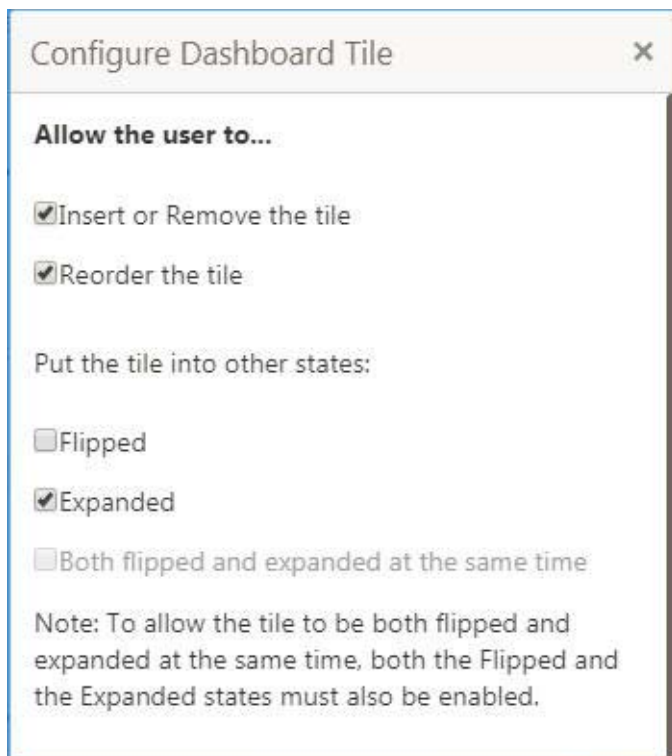 Configure Dashboard Tile
Allow the user to...
Insert or Remove the tile
Reorder the tile
Put the tile into other states:
Flipped
Expanded
Both flipped and expanded at the same time
Note: To allow the tile to be both flipped and
expanded at the same time, both the Flipped and
the Expanded states must also be enabled.